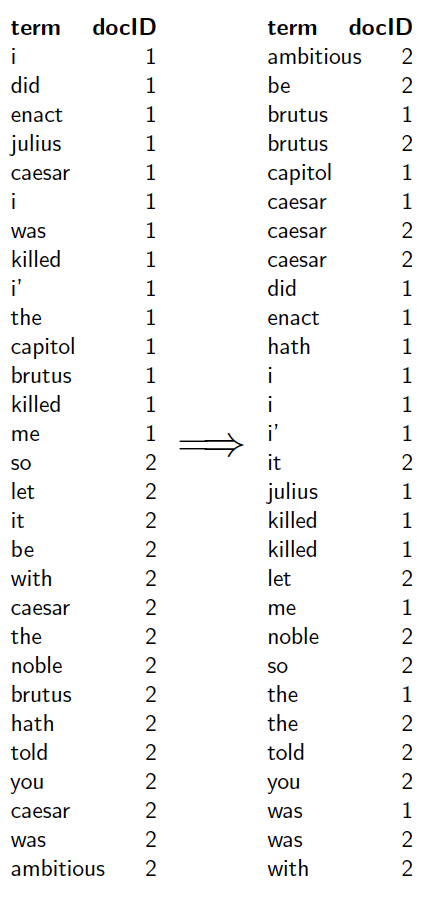 term docID term docID
i 1 ambitious 2
did 1 be 2
enact 1 brutus 1
julius 1 brutus 2
caesar 1 capitol 1
i 1 caesar 1
was 1 caesar 2
killed 1 caesar 2
i' 1 did 1
the 1 enact 1
capitol 1 hath 1
brutus 1 i 1
killed 1 i 1
me 1 i' 1
so 2 it 2
let 2 julius 1
it 2 killed 1
be 2 killed 1
with 2 let 2
caesar 2 me 1
the 2 noble 2
noble 2 so 2
brutus 2 the 1
hath 2 the 2
told 2 told 2
you 2 you 2
caesar 2 was 1
was 2 was 2
ambitious 2 with 2